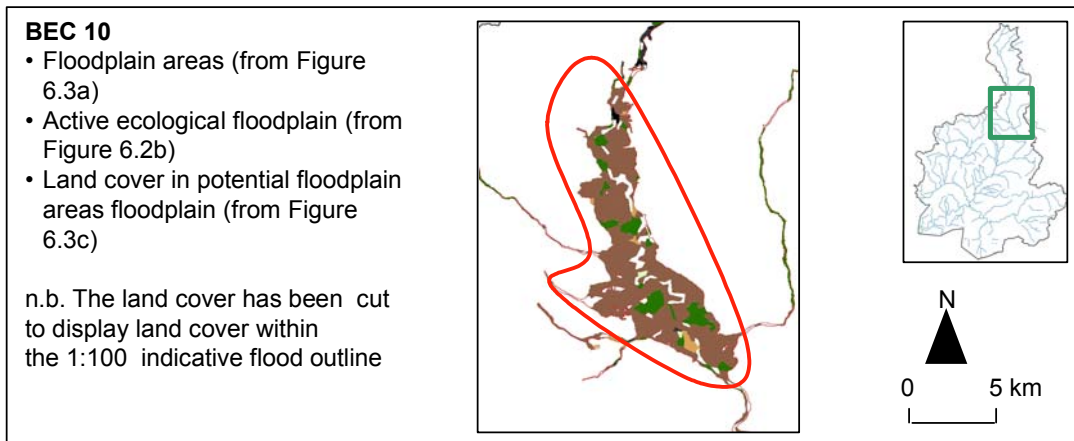 BEC 10
• Floodplain areas (from Figure
6.3a)
• Active ecological floodplain (from
Figure 6.2b)
• Land cover in potential floodplain
areas floodplain (from Figure
6.3c)
n.b. The land cover has been cut
to display land cover within
the 1:100 indicative flood outline
N
0 5 km